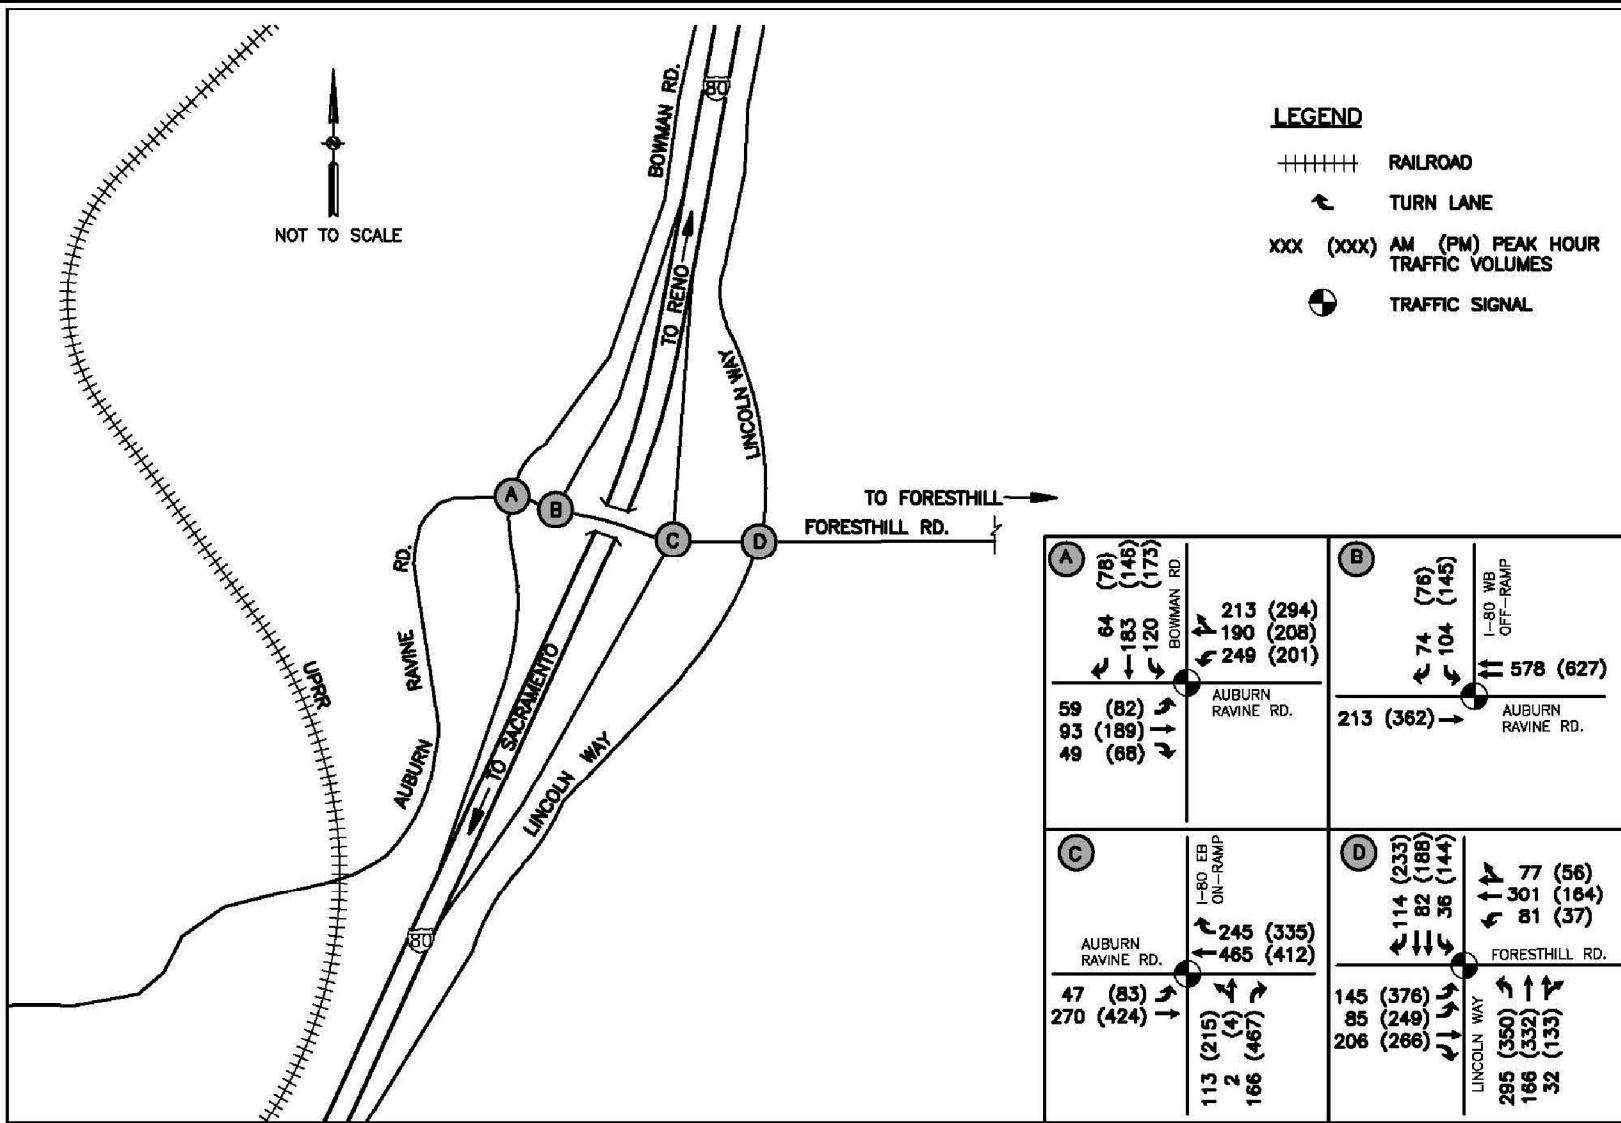 BOWMAN RD.
80
NOT TO SCALE
TO RENO
LINCOLN WAY
LEGEND
RAILROAD
TURN LANE
XXX (XXX) AM (PM) PEAK HOUR
TRAFFIC VOLUMES
TRAFFIC SIGNAL
A
B
C
D
TO FORESTHILL
FORESTHILL RD.
AUBURN RAVINE RD.
UPRR
TO SACRAMENTO
LINCOLN WAY
80
A
64 (78)
183 (146)
120 (173)
BOWMAN RD.
213 (294)
190 (208)
249 (201)
AUBURN
RAVINE RD.
59 (82)
93 (189)
49 (68)
B
74 (76)
104 (145)
I-80 WB
OFF-RAMP
578 (627)
213 (362)
AUBURN
RAVINE RD.
C
I-80 EB
ON-RAMP
245 (335)
465 (412)
AUBURN
RAVINE RD.
47 (83)
270 (424)
113 (215)
2 (4)
166 (467)
D
114 (233)
82 (188)
36 (144)
77 (56)
301 (164)
81 (37)
FORESTHILL RD.
145 (376)
85 (249)
206 (266)
LINCOLN WAY
295 (350)
166 (332)
32 (133)